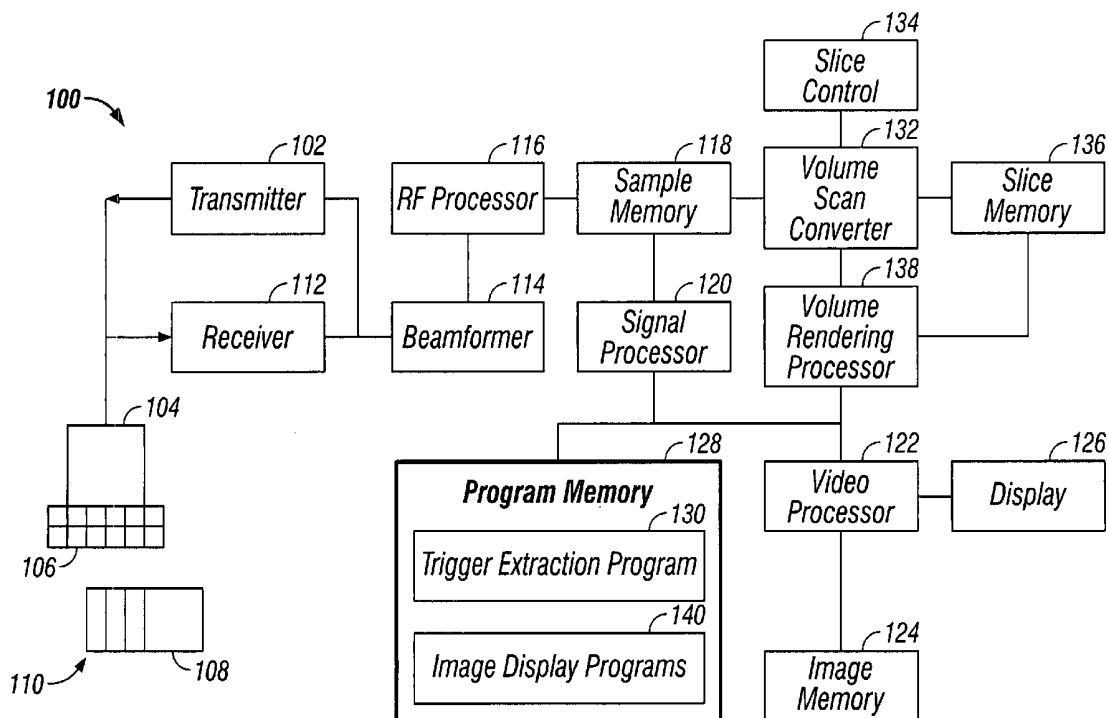 134
Slice
Control
100
102
Transmitter
116
RF Processor
118
Sample
Memory
132
Volume
Scan
Converter
136
Slice
Memory
112
Receiver
114
Beamformer
120
Signal
Processor
138
Volume
Rendering
Processor
104
106
110
108
128
Program Memory
130
Trigger Extraction Program
140
Image Display Programs
122
Video
Processor
126
Display
124
Image
Memory